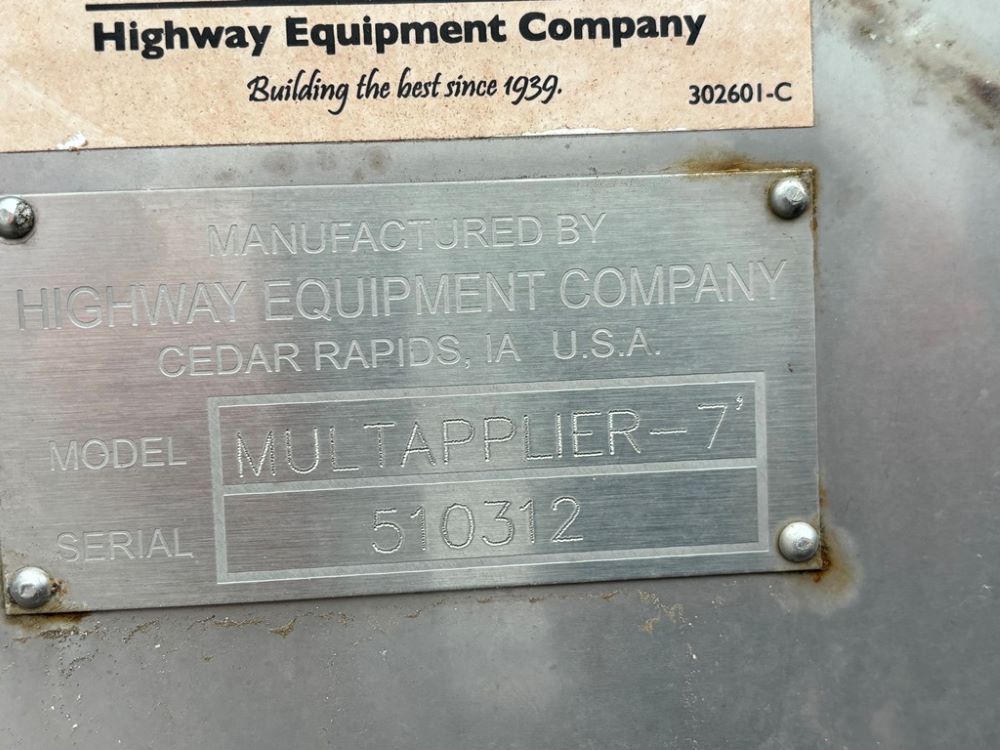 Highway Equipment Company
Building the best since 1939.
302601-C
MANUFACTURED BY
HIGHWAY EQUIPMENT COMPANY
CEDAR RAPIDS, IA U.S.A.
MODEL MULTAPPLIER-7'
SERIAL 510312